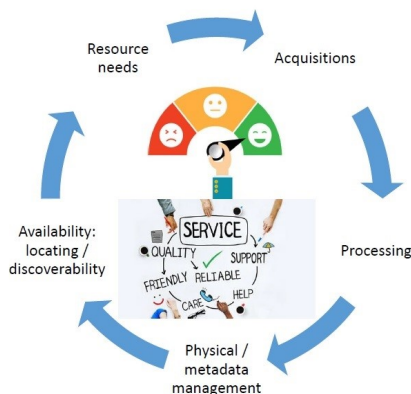 Resource
needs
Acquisitions
Processing
Physical /
metadata
management
Availability:
locating /
discoverability
SERVICE
QUALITY
SUPPORT
FRIENDLY RELIABLE
CARE HELP